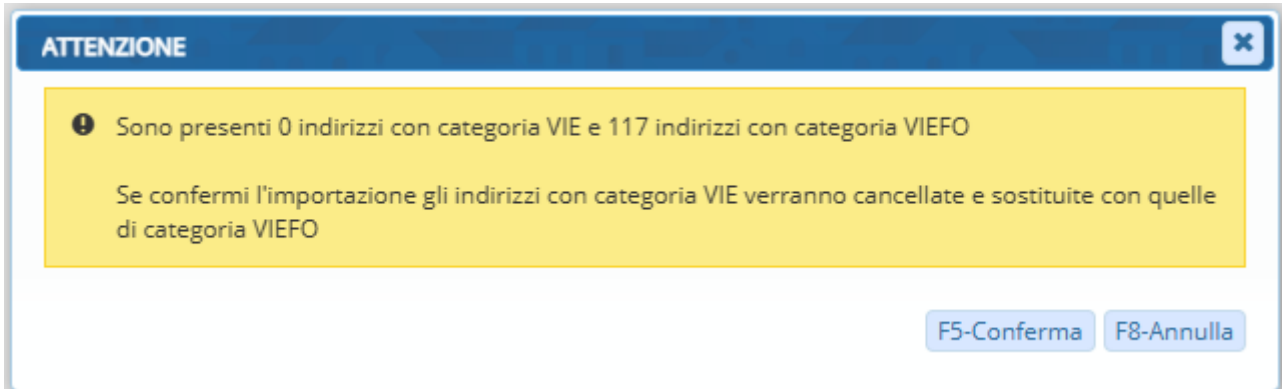 ATTENZIONE
Sono presenti 0 indirizzi con categoria VIE e 117 indirizzi con categoria VIEFO
Se confermi l'importazione gli indirizzi con categoria VIE verranno cancellate e sostituite con quelle
di categoria VIEFO
F5-Conferma F8-Annulla